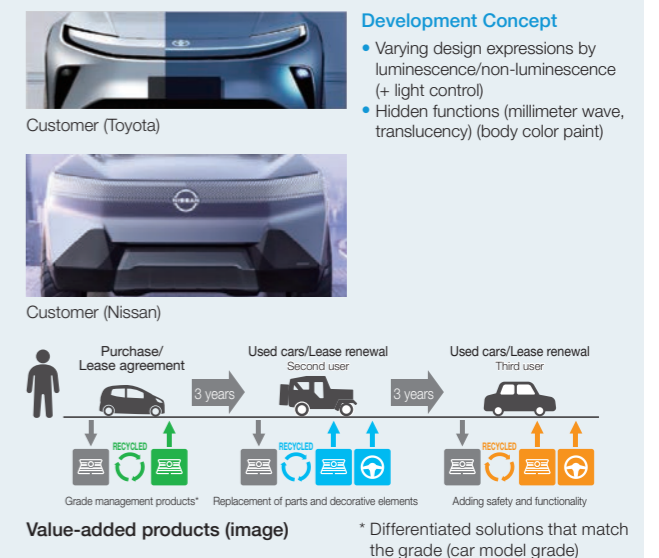 Development Concept
• Varying design expressions by
luminescence/non-luminescence
(+ light control)
• Hidden functions (millimeter wave,
translucency) (body color paint)
Customer (Toyota)
NISSAN
Customer (Nissan)
Purchase/
Lease agreement
3 years
Used cars/Lease renewal
Second user
3 years
Used cars/Lease renewal
Third user
RECYCLED
RECYCLED
RECYCLED
Grade management products*
Replacement of parts and decorative elements
Adding safety and functionality
Value-added products (image)
* Differentiated solutions that match
the grade (car model grade)